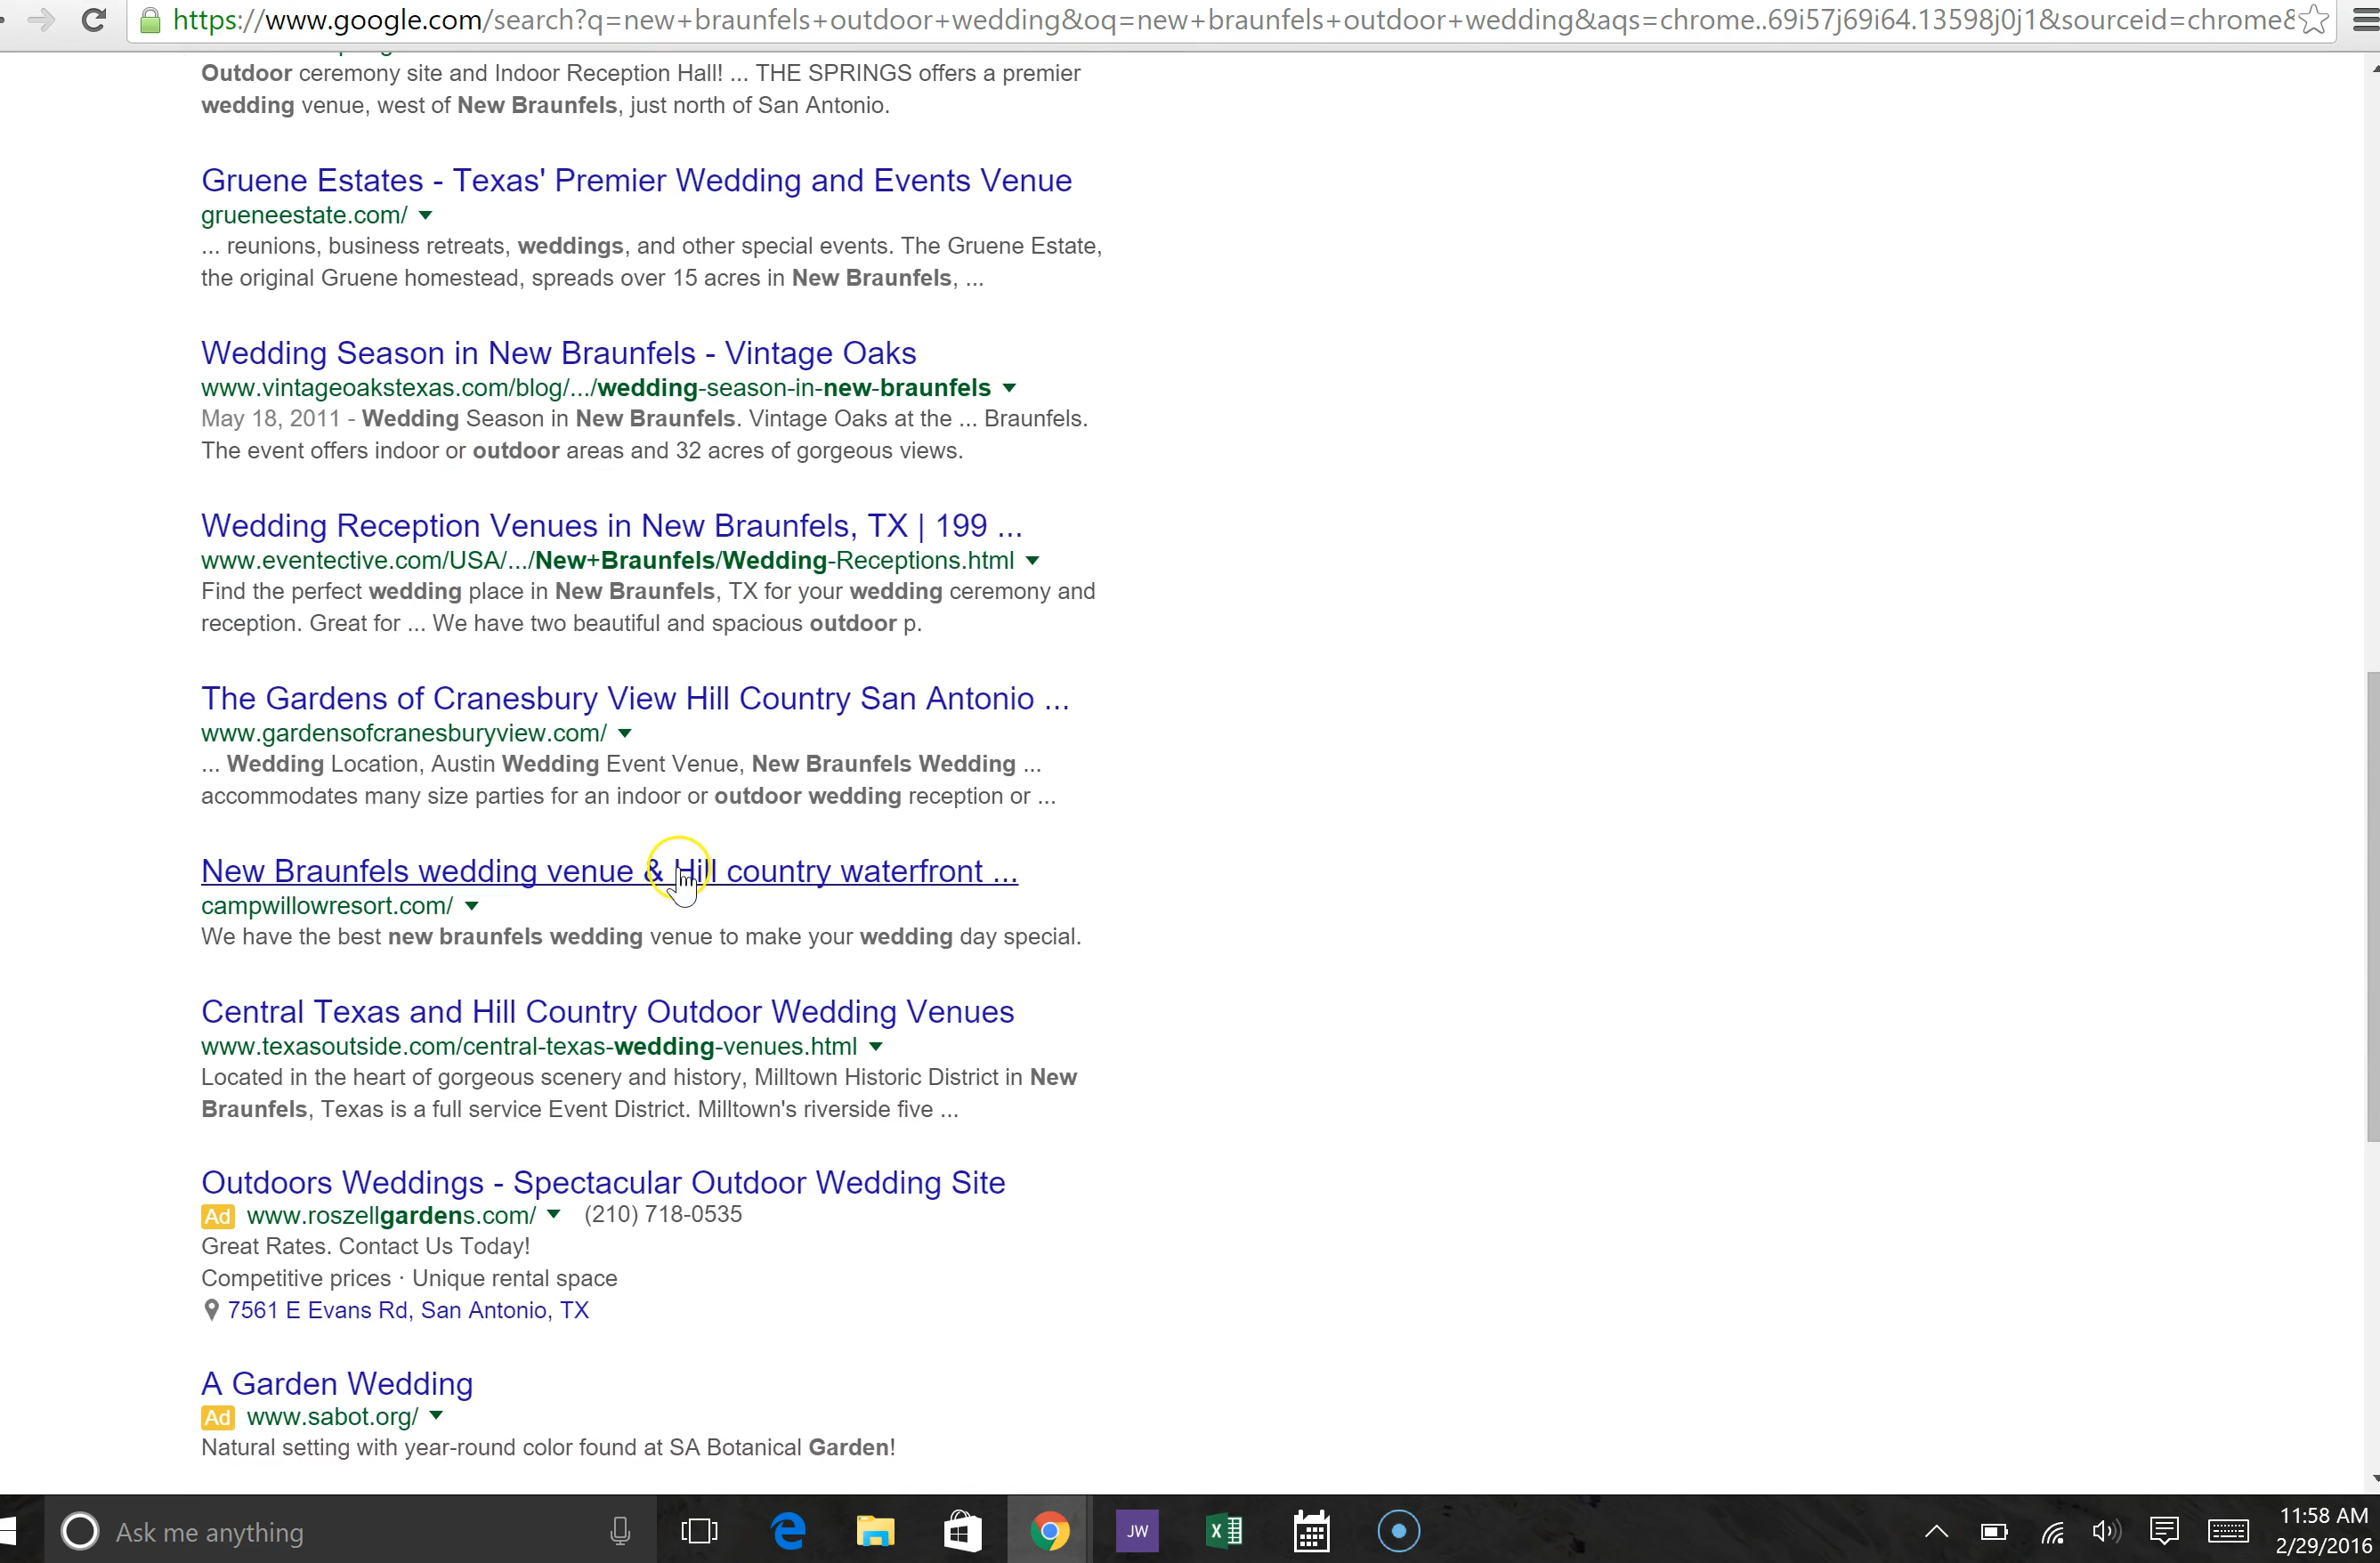 https://www.google.com/search?q=new+braunfels+outdoor+wedding&oq=new+braunfels+outdoor+wedding&aqs=chrome..69i57j69i64.13598j0j1&sourceid=chrome&
Outdoor ceremony site and Indoor Reception Hall! ... THE SPRINGS offers a premier
wedding venue, west of New Braunfels, just north of San Antonio.
Gruene Estates - Texas' Premier Wedding and Events Venue
grueneestate.com/
... reunions, business retreats, weddings, and other special events. The Gruene Estate,
the original Gruene homestead, spreads over 15 acres in New Braunfels, ...
Wedding Season in New Braunfels - Vintage Oaks
www.vintageoakstexas.com/blog/.../wedding-season-in-new-braunfels
May 18, 2011 - Wedding Season in New Braunfels. Vintage Oaks at the ... Braunfels.
The event offers indoor or outdoor areas and 32 acres of gorgeous views.
Wedding Reception Venues in New Braunfels, TX | 199 ...
www.eventective.com/USA/.../New+Braunfels/Wedding-Receptions.html
Find the perfect wedding place in New Braunfels, TX for your wedding ceremony and
reception. Great for ... We have two beautiful and spacious outdoor p.
The Gardens of Cranesbury View Hill Country San Antonio ...
www.gardensofcranesburyview.com/
... Wedding Location, Austin Wedding Event Venue, New Braunfels Wedding ...
accommodates many size parties for an indoor or outdoor wedding reception or ...
New Braunfels wedding venue & Hill country waterfront ...
campwillowresort.com/
We have the best new braunfels wedding venue to make your wedding day special.
Central Texas and Hill Country Outdoor Wedding Venues
www.texasoutside.com/central-texas-wedding-venues.html
Located in the heart of gorgeous scenery and history, Milltown Historic District in New
Braunfels, Texas is a full service Event District. Milltown's riverside five ...
Outdoors Weddings - Spectacular Outdoor Wedding Site
Ad www.roszellgardens.com/ (210) 718-0535
Great Rates. Contact Us Today!
Competitive prices · Unique rental space
7561 E Evans Rd, San Antonio, TX
A Garden Wedding
Ad www.sabot.org/
Natural setting with year-round color found at SA Botanical Garden!
Ask me anything
JW
11:58 AM
2/29/2016